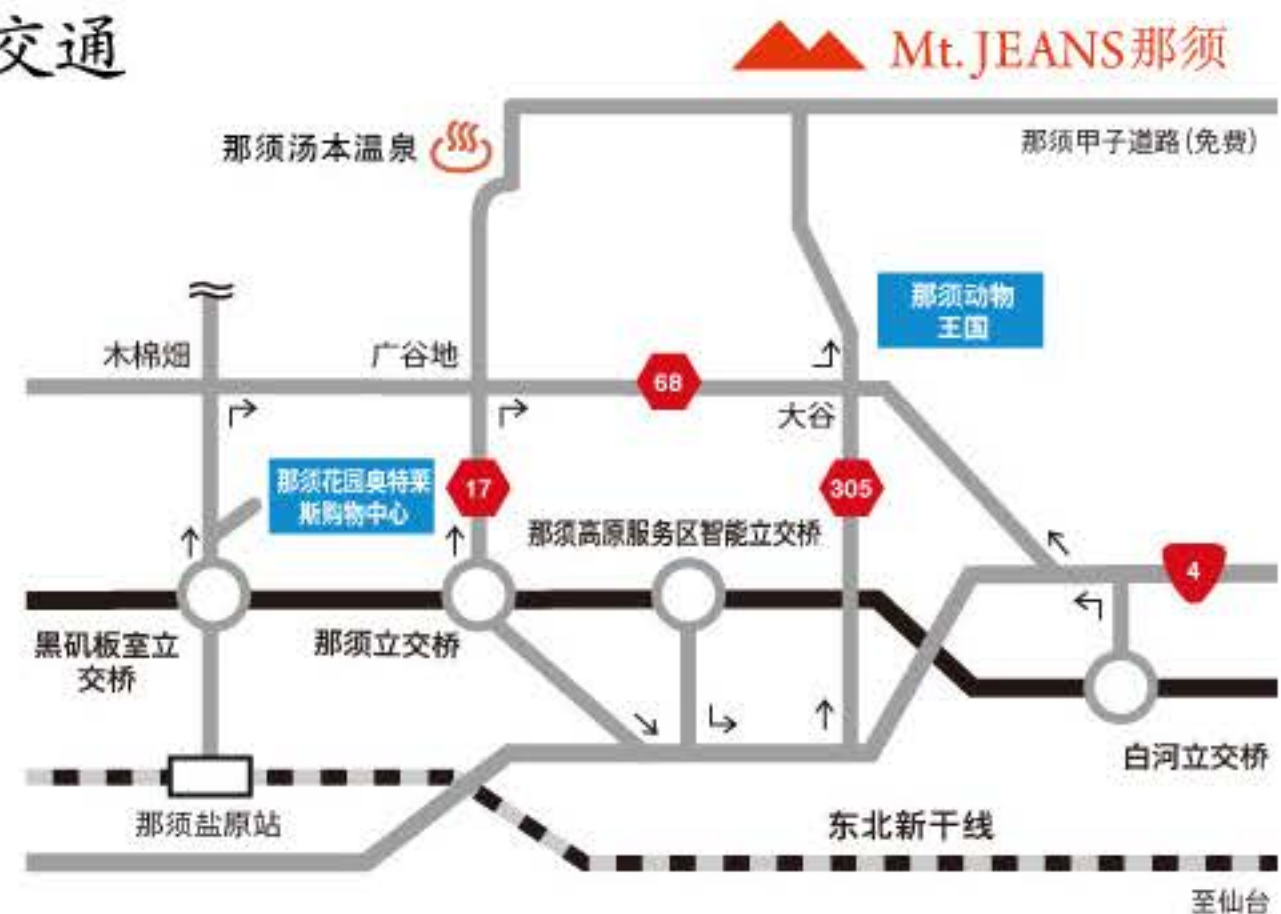 交通
Mt. JEANS那须
那须汤本温泉
那须甲子道路(免费)
那须动物
王国
木棉畑
广谷地
68
大谷
那须花园奥特莱
斯购物中心
17
305
那须高原服务区智能立交桥
4
黑矶板室立
交桥
那须立交桥
白河立交桥
那须盐原站
东北新干线
至仙台